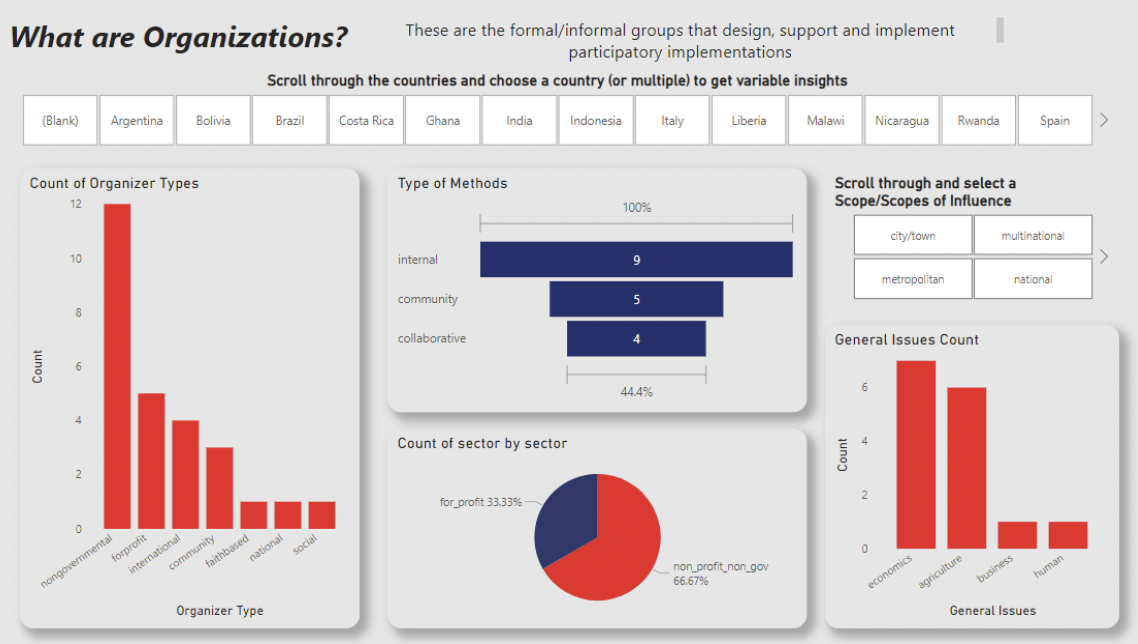 What are Organizations?
These are the formal/informal groups that design, support and implement
participatory implementations
Scroll through the countries and choose a country (or multiple) to get variable insights
(Blank)
Argentina
Bolivia
Brazil
Costa Rica
Ghana
India
Indonesia
Italy
Liberia
Malawi
Nicaragua
Rwanda
Spain
Count of Organizer Types
12
10
8
6
4
2
0
Count
nongovernmental
forprofit
international
community
faithbased
national
social
Organizer Type
Type of Methods
100%
internal
9
community
5
collaborative
4
44.4%
Count of sector by sector
for_profit 33.33%
non_profit_non_gov
66.67%
Scroll through and select a
Scope/Scopes of Influence
city/town
multinational
metropolitan
national
General Issues Count
6
4
2
0
Count
economics
agriculture
business
human
General Issues